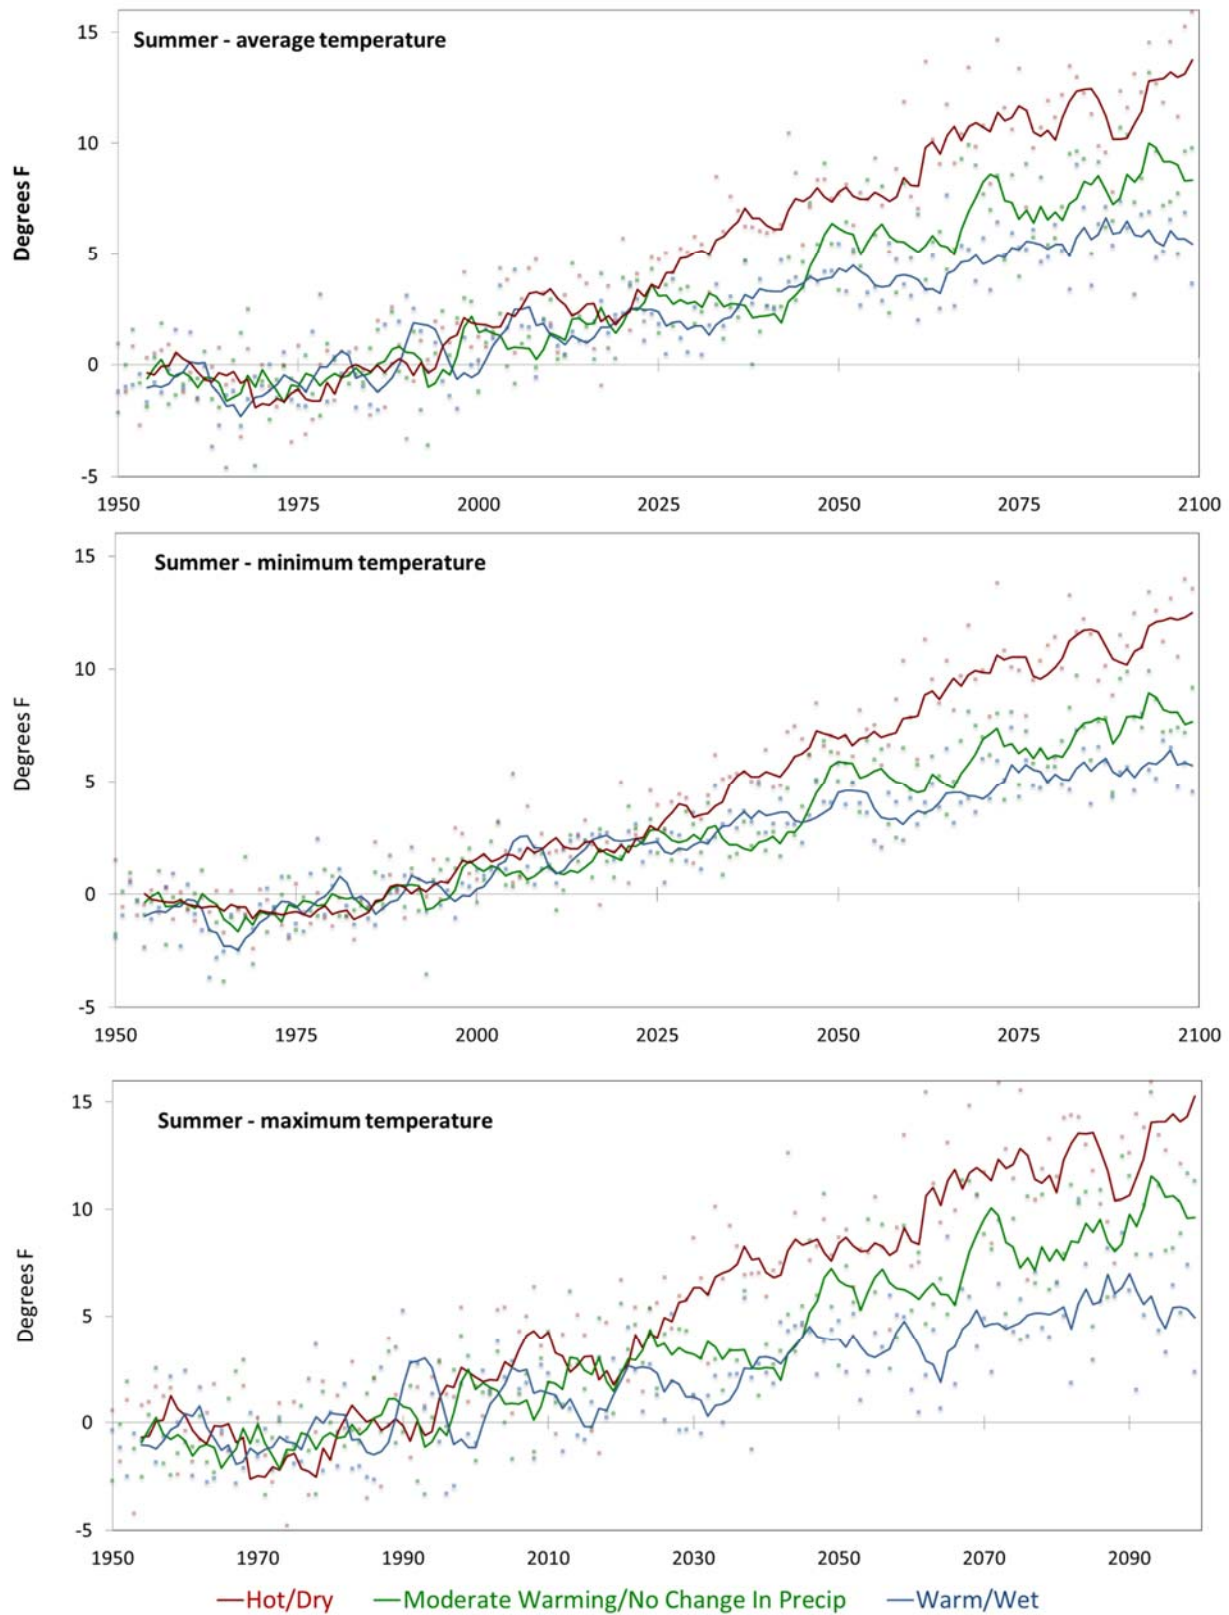 Summer - average temperature
Degrees F
15
10
5
0
-5
1950 1975 2000 2025 2050 2075 2100
Summer - minimum temperature
Degrees F
15
10
5
0
-5
1950 1975 2000 2025 2050 2075 2100
Summer - maximum temperature
Degrees F
15
10
5
0
-5
1950 1970 1990 2010 2030 2050 2070 2090
Hot/Dry Moderate Warming/No Change In Precip Warm/Wet